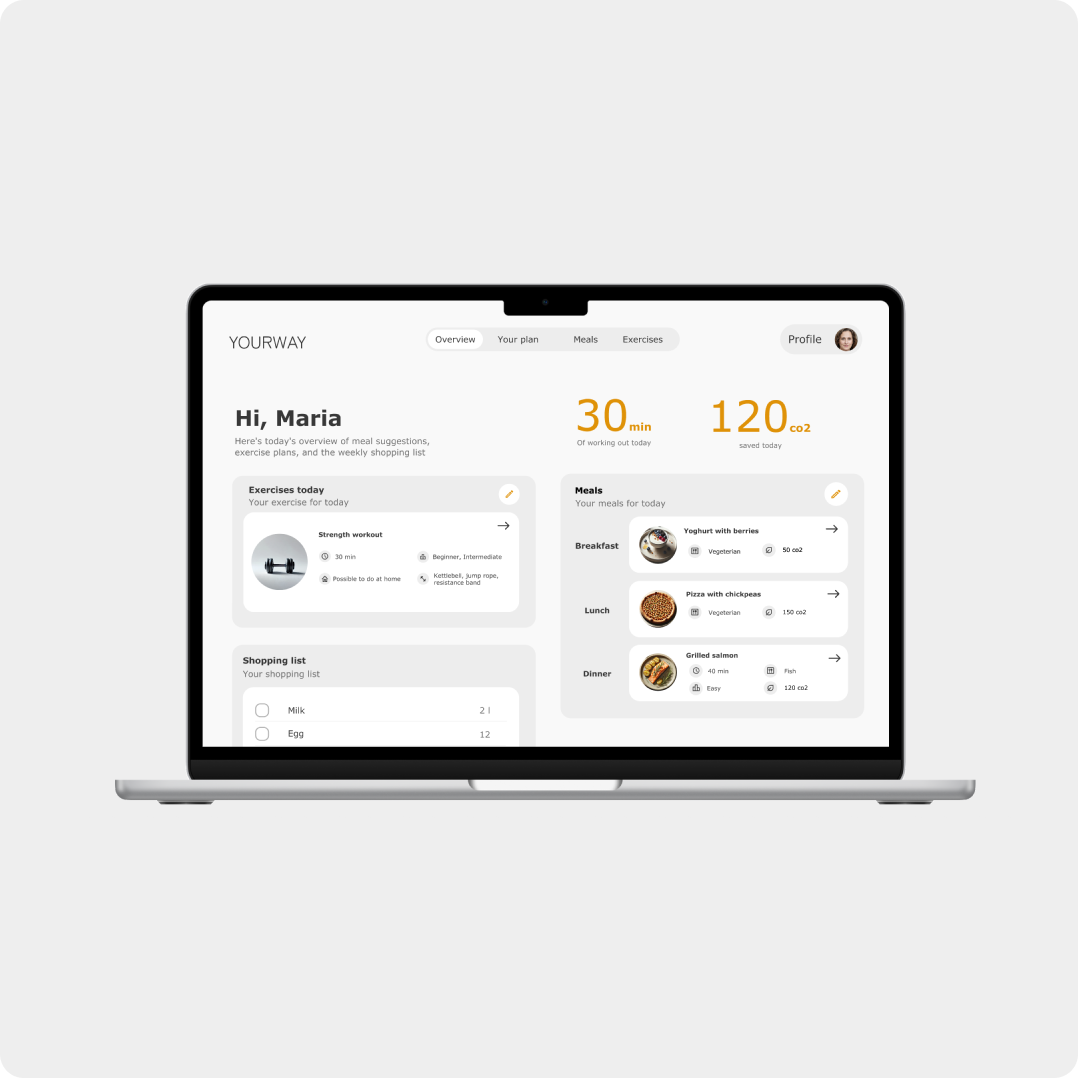 YOURWAY
Overview
Your plan
Meals
Exercises
Profile
Hi, Maria
Here's today's overview of meal suggestions,
exercise plans, and the weekly shopping list
30 min
Of working out today
120 co2
saved today
Exercises today
Your exercise for today
Strength workout
30 min
Beginner, Intermediate
Possible to do at home
Kettlebell, jump rope,
resistance band
Shopping list
Your shopping list
Milk
2 l
Egg
12
Meals
Your meals for today
Breakfast
Yoghurt with berries
Vegeterian
50 co2
Lunch
Pizza with chickpeas
Vegeterian
150 co2
Dinner
Grilled salmon
40 min
Fish
Easy
120 co2